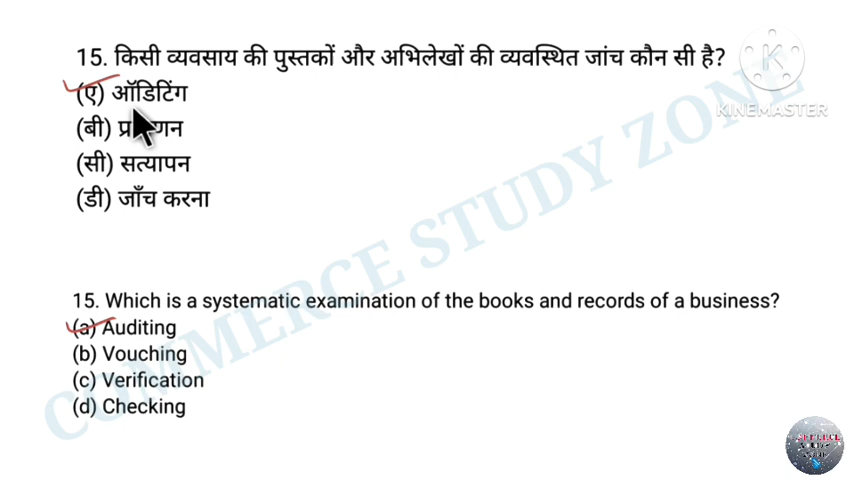 15. किसी व्यवसाय की पुस्तकों और अभिलेखों की व्यवस्थित जांच कौन सी है?
(ए) ऑडिटिंग
(बी)
(सी) सत्यापन
(डी) जाँच करना
15. Which is a systematic examination of the books and records of a business?
(a) Auditing
(b) Vouching
(c) Verification
(d) Checking
COMMERCE STUDY ZONE
KINEMASTER